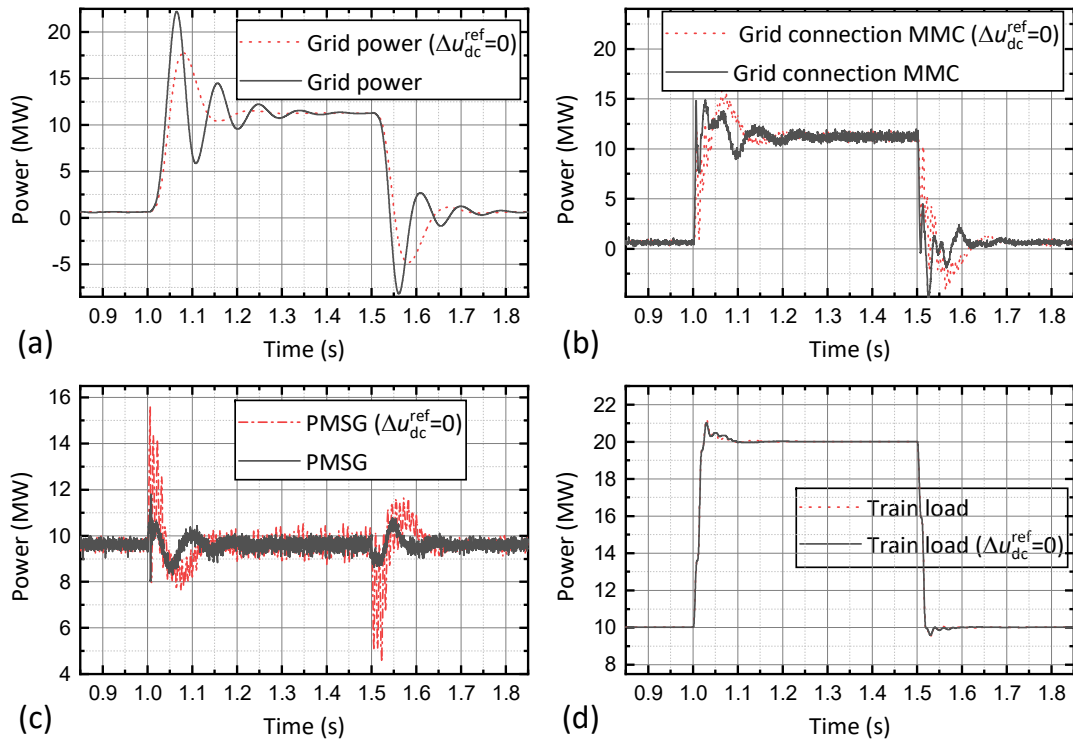 Grid power (Δu_dc^ref=0)
Grid power
20
15
10
5
0
-5
Power (MW)
0.9 1.0 1.1 1.2 1.3 1.4 1.5 1.6 1.7 1.8
Time (s)
(a)
Grid connection MMC (Δu_dc^ref=0)
Grid connection MMC
20
15
10
5
0
Power (MW)
0.9 1.0 1.1 1.2 1.3 1.4 1.5 1.6 1.7 1.8
Time (s)
(b)
PMSG (Δu_dc^ref=0)
PMSG
16
14
12
10
8
6
4
Power (MW)
0.9 1.0 1.1 1.2 1.3 1.4 1.5 1.6 1.7 1.8
Time (s)
(c)
22
20
18
16
14
12
10
8
Train load
Train load (Δu_dc^ref=0)
Power (MW)
0.9 1.0 1.1 1.2 1.3 1.4 1.5 1.6 1.7 1.8
Time (s)
(d)